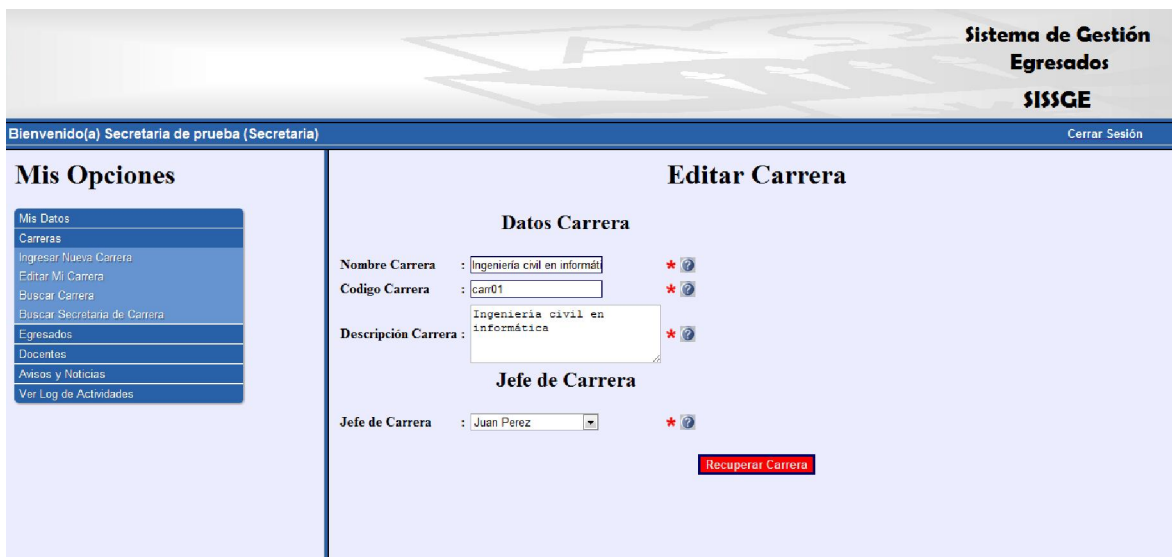 Sistema de Gestión
Egresados
SISSGE
Bienvenido(a) Secretaria de prueba (Secretaria)
Cerrar Sesión
Mis Opciones
Mis Datos
Carreras
Ingresar Nueva Carrera
Editar Mi Carrera
Buscar Carrera
Buscar Secretaria de Carrera
Egresados
Docentes
Avisos y Noticias
Ver Log de Actividades
Editar Carrera
Datos Carrera
Nombre Carrera : Ingeniería civil en informáti * ?
Codigo Carrera : carr01 * ?
Descripción Carrera : Ingeniería civil en
informática * ?
Jefe de Carrera
Jefe de Carrera : Juan Perez * ?
Recuperar Carrera